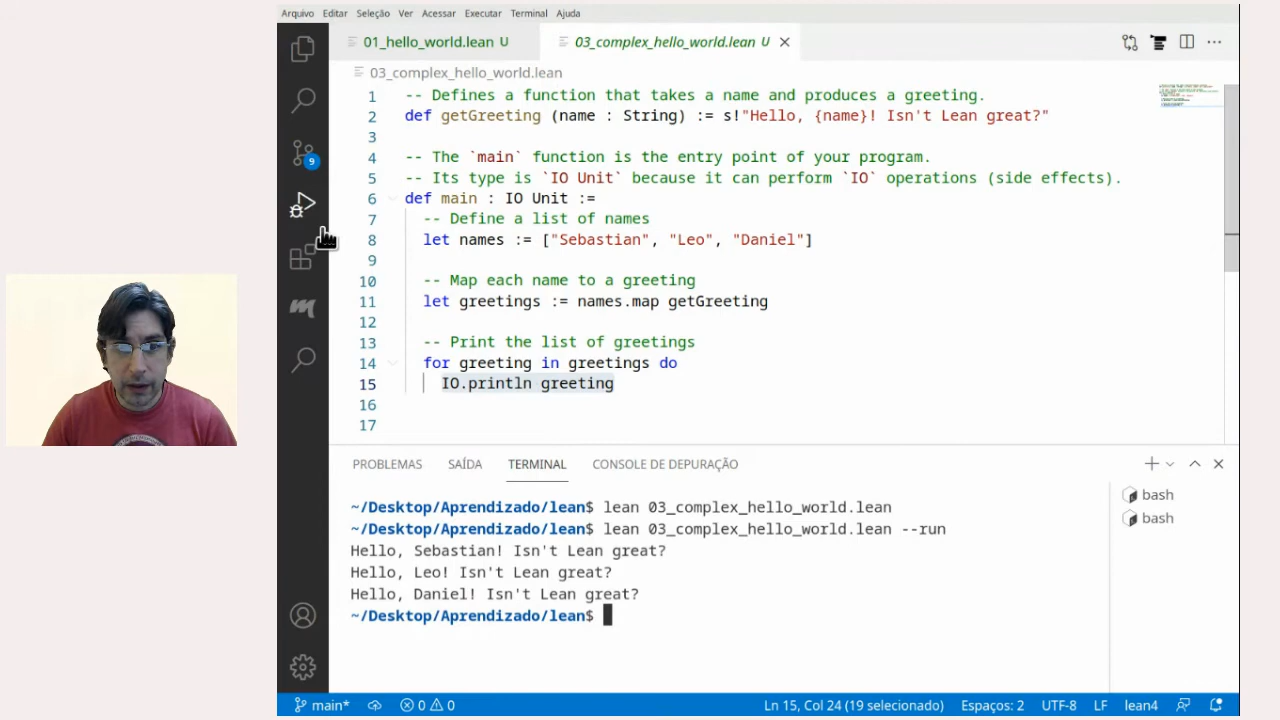 Arquivo Editar Seleção Ver Acessar Executar Terminal Ajuda
01_hello_world.lean U 03_complex_hello_world.lean U
03_complex_hello_world.lean
1 -- Defines a function that takes a name and produces a greeting.
2 def getGreeting (name : String) := s!"Hello, {name}! Isn't Lean great?"
3
4 -- The `main` function is the entry point of your program.
5 -- Its type is `IO Unit` because it can perform `IO` operations (side effects).
6 def main : IO Unit :=
7 -- Define a list of names
8 let names := ["Sebastian", "Leo", "Daniel"]
9
10 -- Map each name to a greeting
11 let greetings := names.map getGreeting
12
13 -- Print the list of greetings
14 for greeting in greetings do
15 IO.println greeting
16
17
9
PROBLEMAS SAÍDA TERMINAL CONSOLE DE DEPURAÇÃO
~/Desktop/Aprendizado/lean$ lean 03_complex_hello_world.lean
~/Desktop/Aprendizado/lean$ lean 03_complex_hello_world.lean --run
Hello, Sebastian! Isn't Lean great?
Hello, Leo! Isn't Lean great?
Hello, Daniel! Isn't Lean great?
~/Desktop/Aprendizado/lean$
bash
bash
main* 0 0 Ln 15, Col 24 (19 selecionado) Espaços: 2 UTF-8 LF lean4